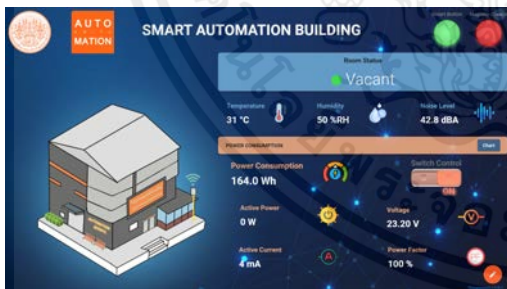 AUTO
MATION
SMART AUTOMATION BUILDING
Room Status
Vacant
Temperature
31 °C
Humidity
50 %RH
Noise Level
42.8 dBA
POWER CONSUMPTION
Chart
Power Consumption
164.0 Wh
Switch Control
ON
Active Power
0 W
Voltage
23.20 V
Active Current
4 mA
Power Factor
100 %